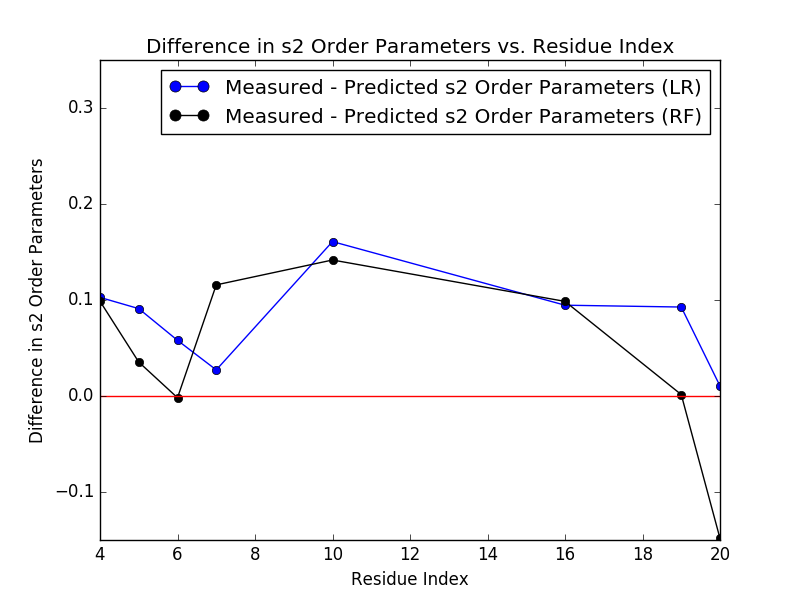 Difference in s2 Order Parameters vs. Residue Index
Measured - Predicted s2 Order Parameters (LR)
Measured - Predicted s2 Order Parameters (RF)
Difference in s2 Order Parameters
0.3
0.2
0.1
0.0
−0.1
4 6 8 10 12 14 16 18 20
Residue Index